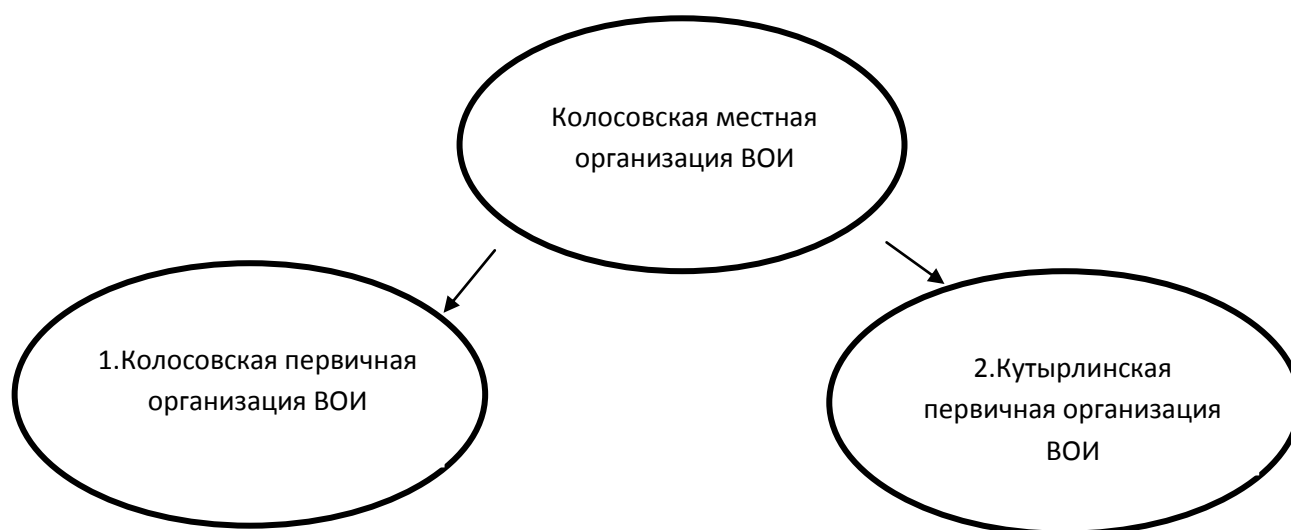 Колосовская местная
организация ВОИ
1.Колосовская первичная
организация ВОИ
2.Кутырлинская
первичная организация
ВОИ